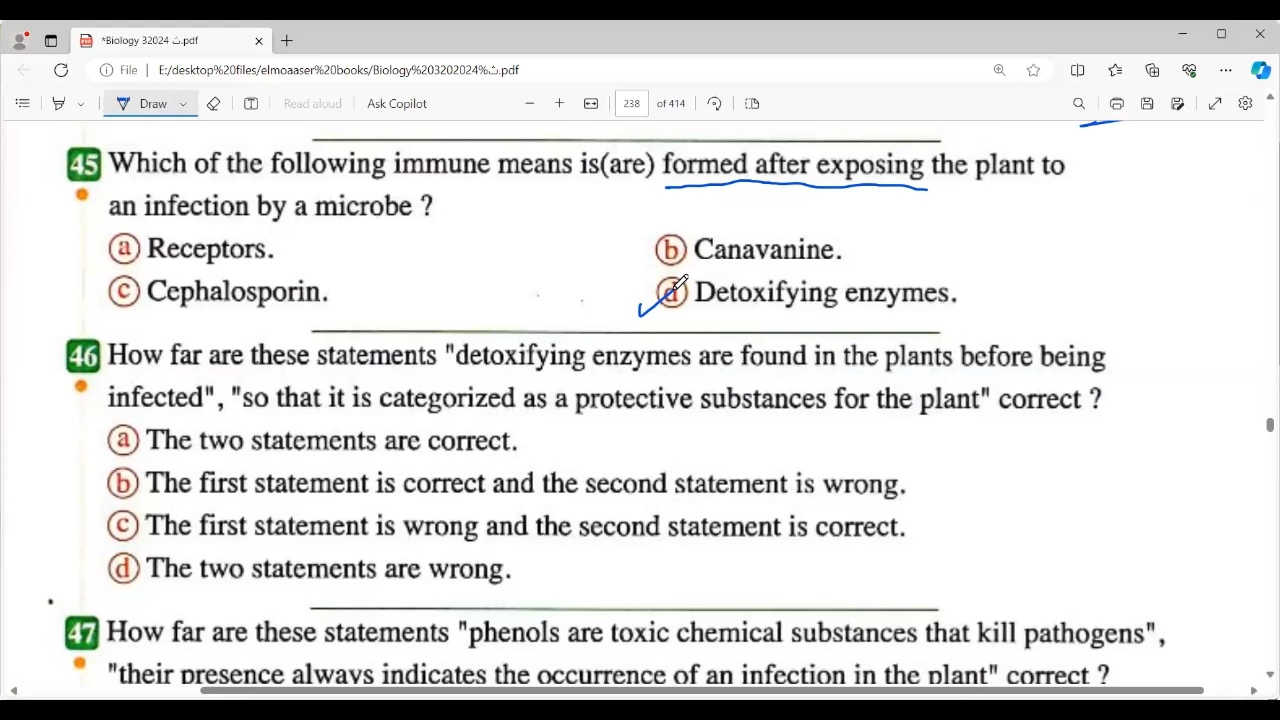 *Biology 32024 ث.pdf
File
E:/desktop%20files/elmoaaser%20books/Biology%203202024%ث.pdf
Draw
Read aloud
Ask Copilot
238
of 414
45 Which of the following immune means is(are) formed after exposing the plant to
an infection by a microbe ?
a Receptors.
b Canavanine.
c Cephalosporin.
d Detoxifying enzymes.
46 How far are these statements "detoxifying enzymes are found in the plants before being
infected", "so that it is categorized as a protective substances for the plant" correct ?
a The two statements are correct.
b The first statement is correct and the second statement is wrong.
c The first statement is wrong and the second statement is correct.
d The two statements are wrong.
47 How far are these statements "phenols are toxic chemical substances that kill pathogens",
"their presence always indicates the occurrence of an infection in the plant" correct ?